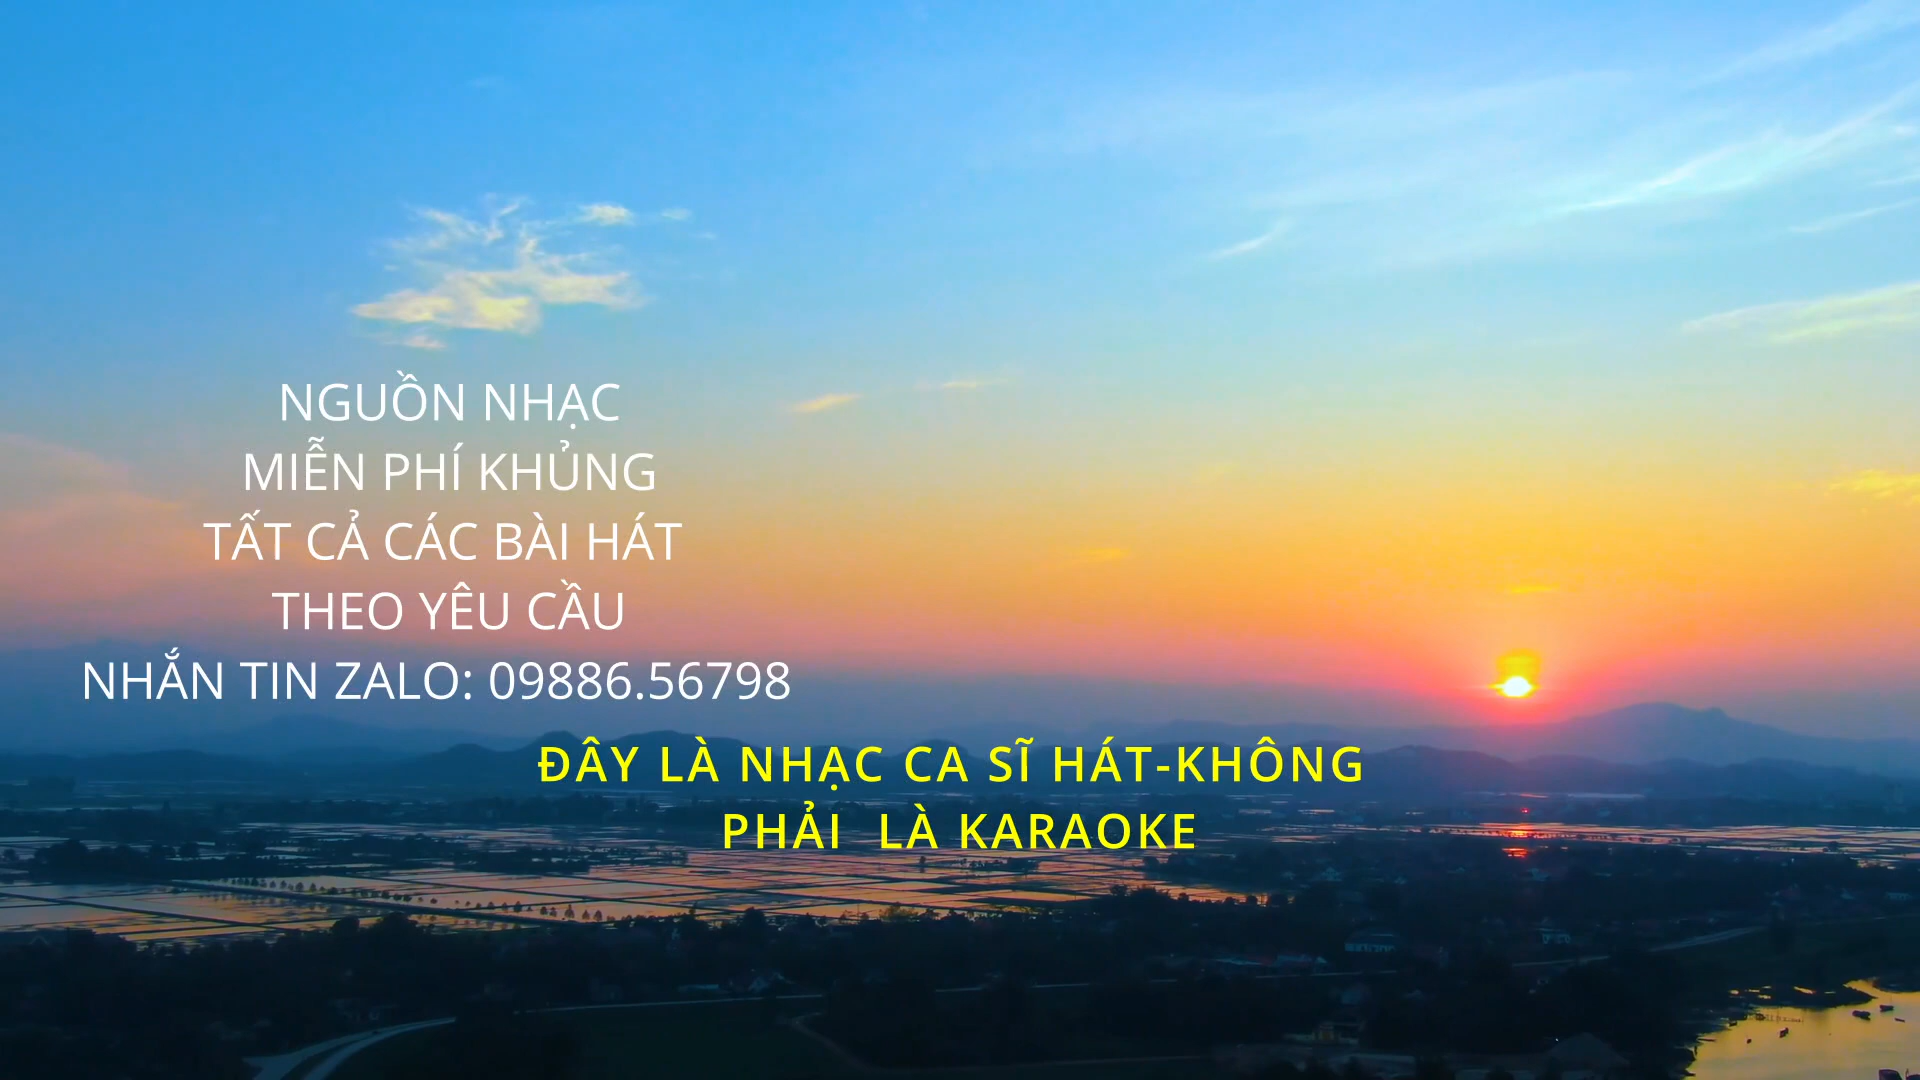 NGUỒN NHẠC
MIỄN PHÍ KHỦNG
TẤT CẢ CÁC BÀI HÁT
THEO YÊU CẦU
NHẮN TIN ZALO: 09886.56798
ĐÂY LÀ NHẠC CA SĨ HÁT-KHÔNG
PHẢI LÀ KARAOKE